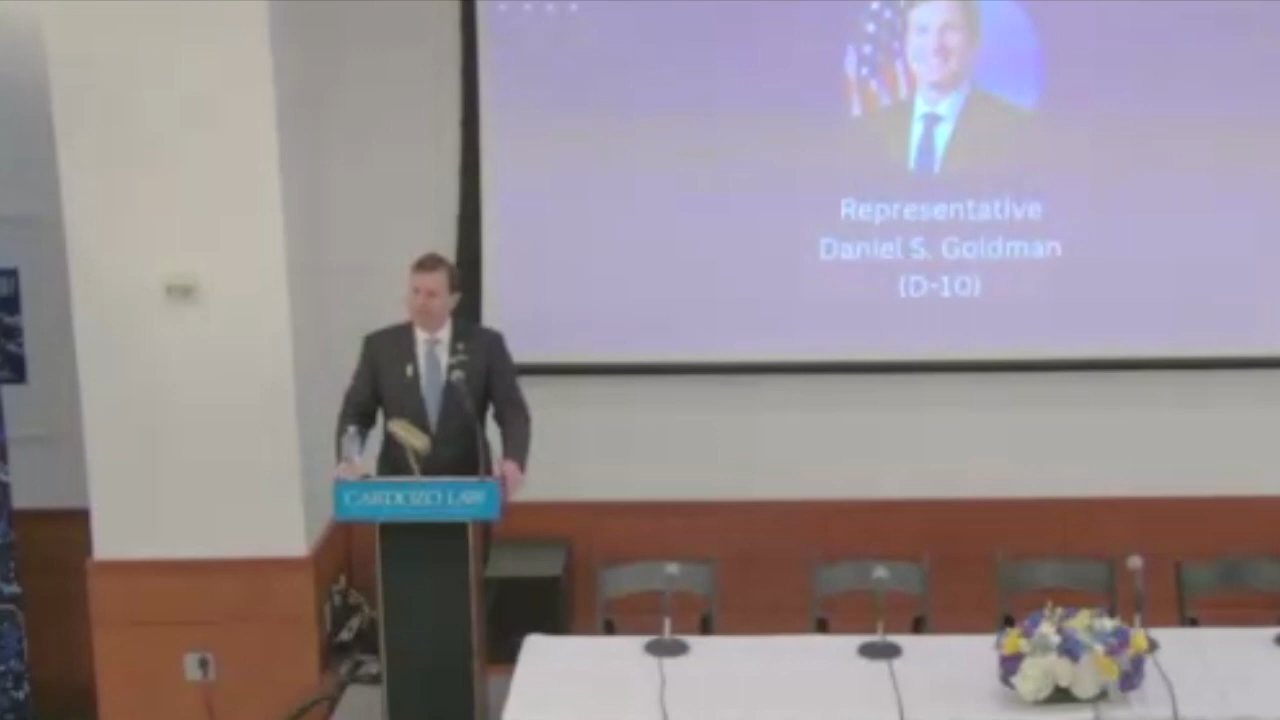 Representative
Daniel S. Goldman
(D-10)
CARDOZO LAW